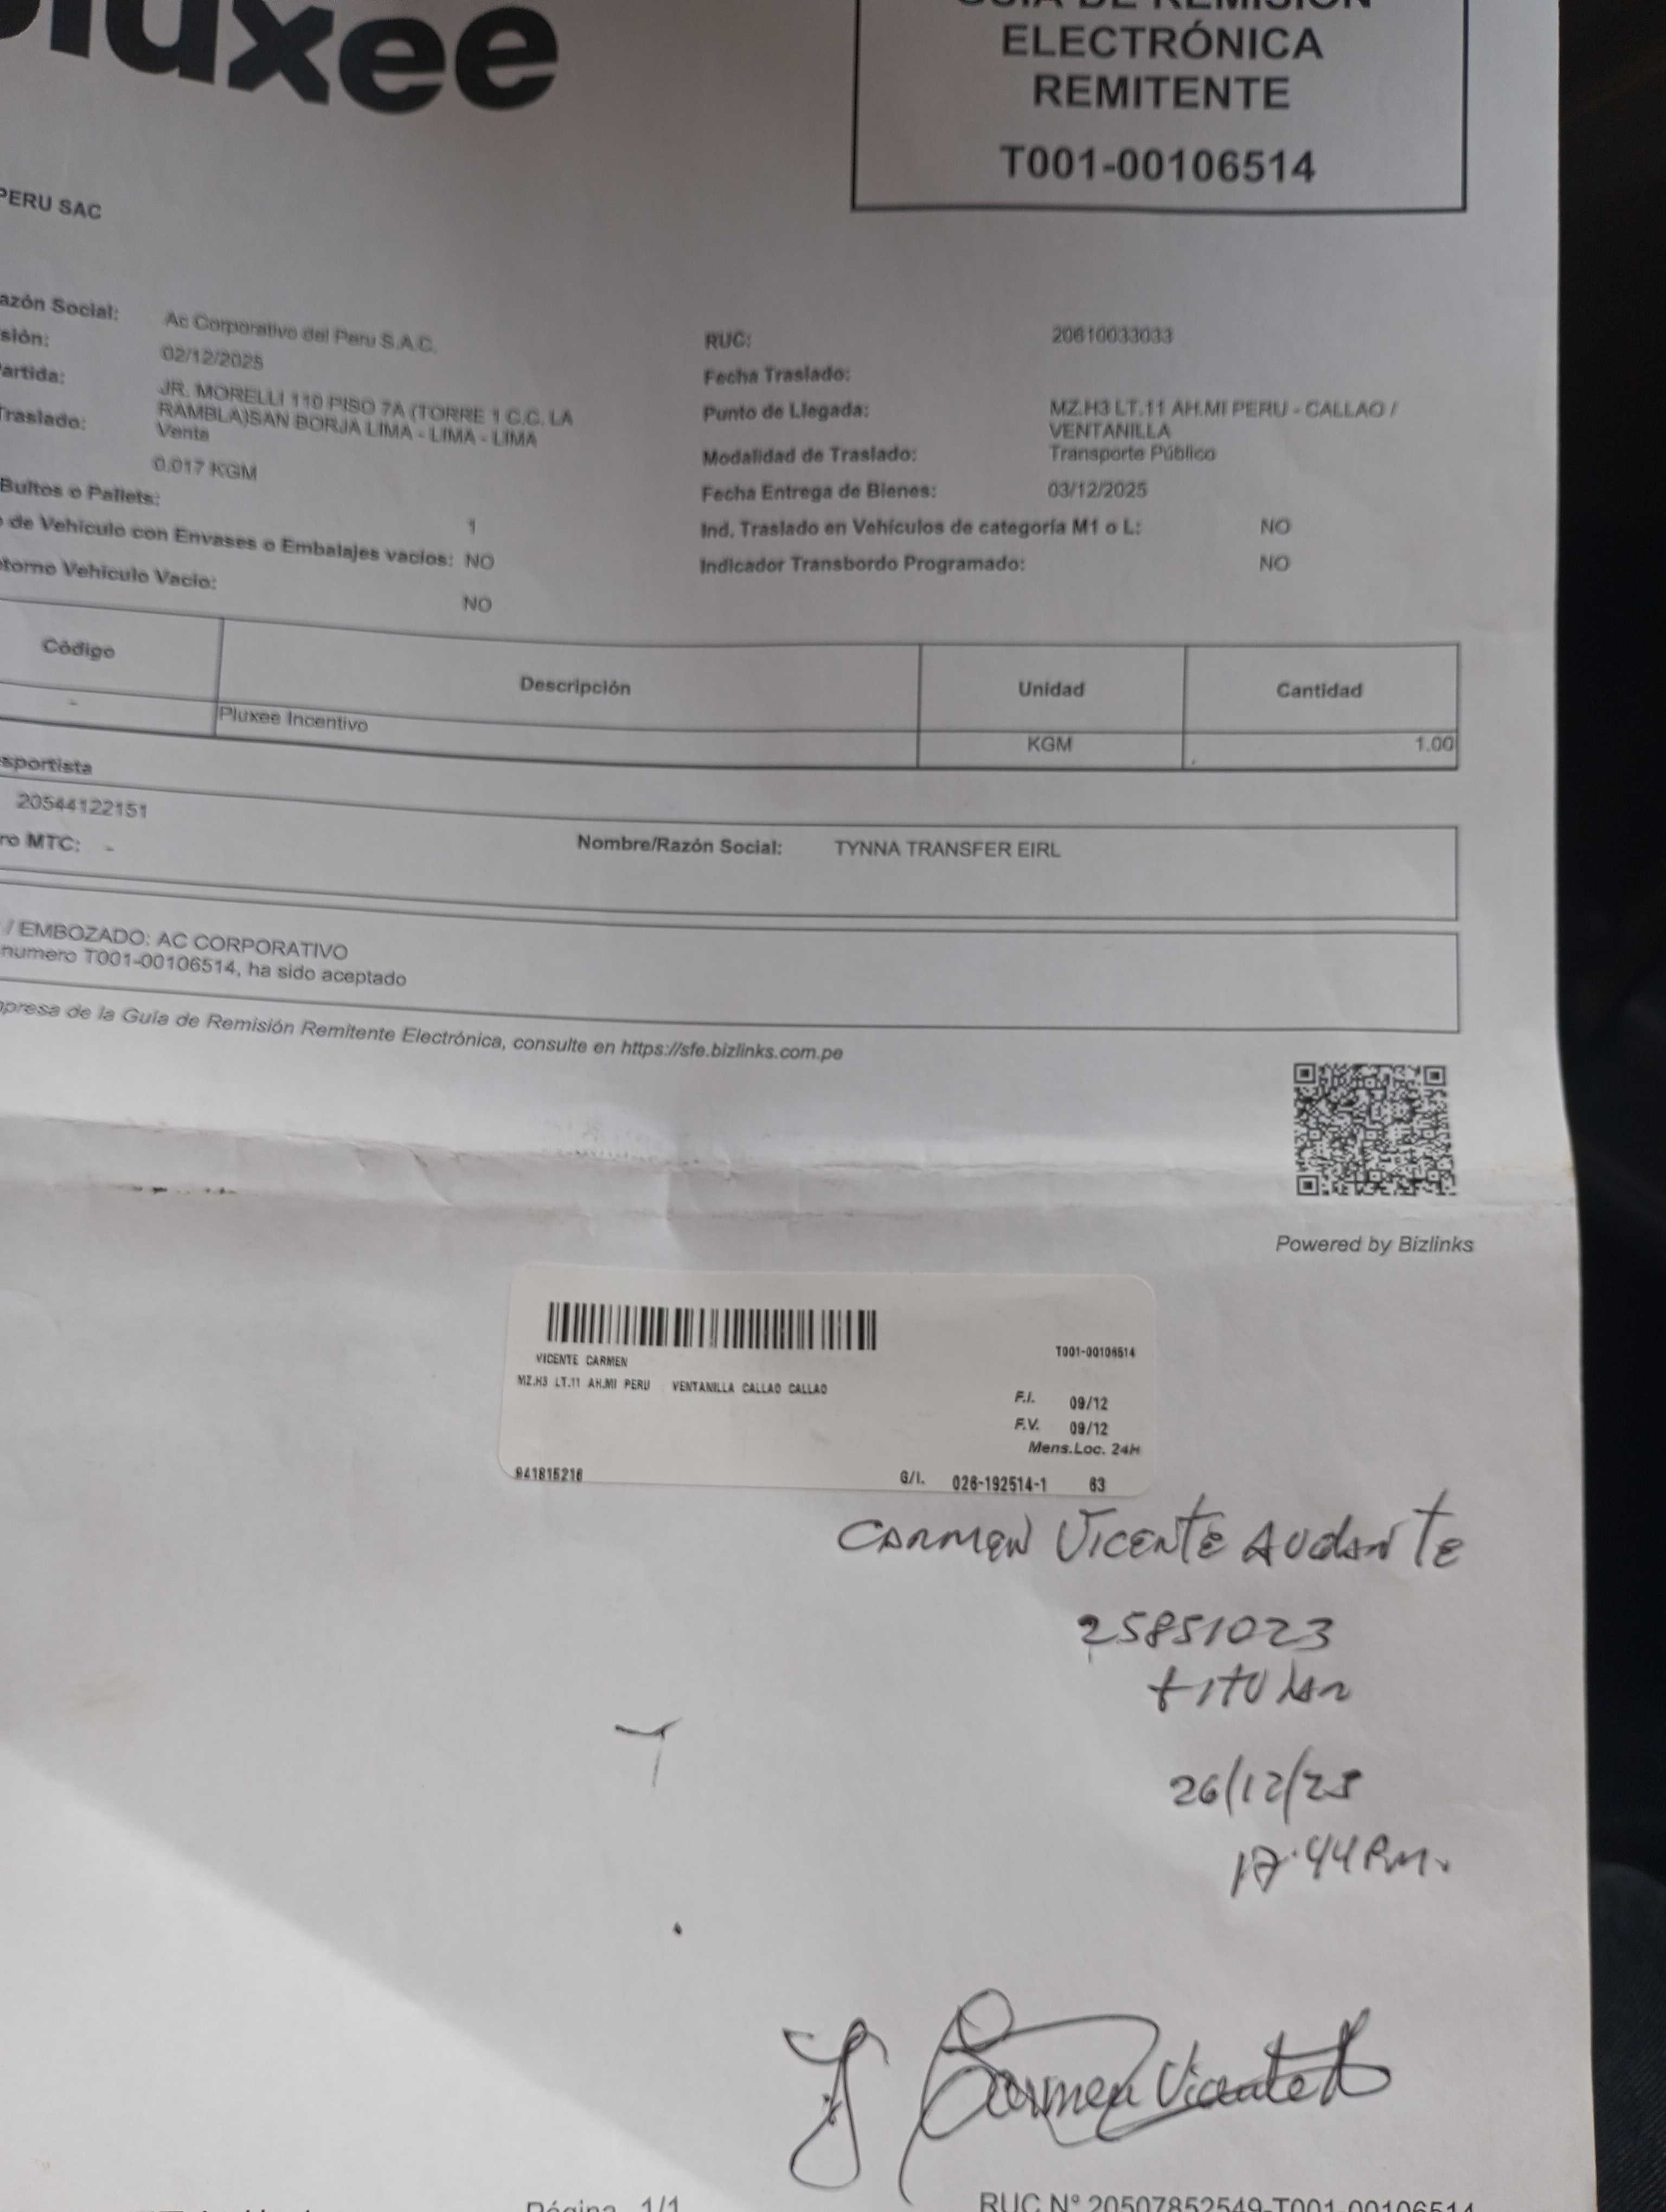 pluxee
GUÍA DE REMISIÓN
ELECTRÓNICA
REMITENTE
T001-00106514
PERU SAC
azón Social: Ac Corporativo del Peru S.A.C.
RUC: 20610033033
sión: 02/12/2025
Fecha Traslado:
artida: JR. MORELLI 110 PISO 7A (TORRE 1 C.C. LA
RAMBLA)SAN BORJA LIMA - LIMA - LIMA
Punto de Llegada: MZ.H3 LT.11 AH.MI PERU - CALLAO /
VENTANILLA
Traslado: Venta
Modalidad de Traslado: Transporte Público
0.017 KGM
Fecha Entrega de Bienes: 03/12/2025
Bultos o Pallets: 1
Ind. Traslado en Vehículos de categoría M1 o L: NO
o de Vehículo con Envases o Embalajes vacíos: NO
Indicador Transbordo Programado: NO
torno Vehículo Vacío: NO
Código Descripción Unidad Cantidad
- Pluxee Incentivo KGM 1.00
sportista
20544122151
Nombre/Razón Social: TYNNA TRANSFER EIRL
ro MTC: -
/ EMBOZADO: AC CORPORATIVO
numero T001-00106514, ha sido aceptado
presa de la Guía de Remisión Remitente Electrónica, consulte en https://sfe.bizlinks.com.pe
Powered by Bizlinks
VICENTE CARMEN
T001-00106514
MZ.H3 LT.11 AH.MI PERU VENTANILLA CALLAO CALLAO
F.I. 09/12
F.V. 09/12
Mens.Loc. 24H
941815216
G/I. 026-192514-1 63
CARMEN VICENTE AUDANTE
25851023
titular
26/12/25
17:44 Pm.
Carmen Vicente A
Página 1/1
RUC N° 20507852549-T001-00106514